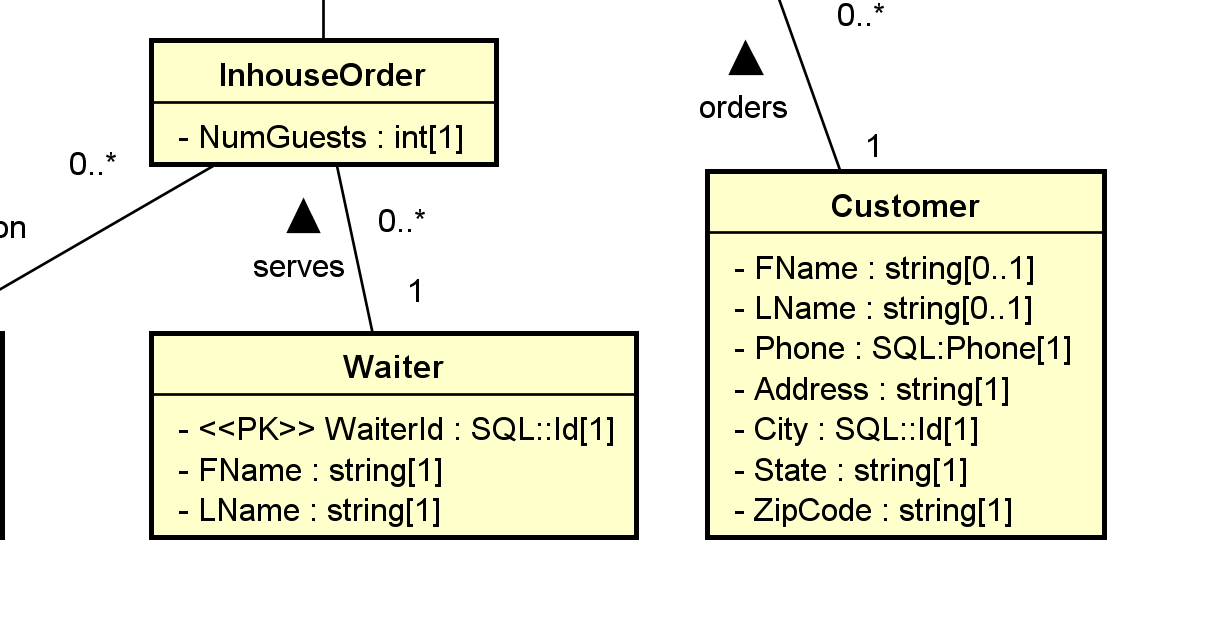 InhouseOrder
- NumGuests : int[1]
0..*
on
serves
0..*
1
Waiter
- <<PK>> WaiterId : SQL::Id[1]
- FName : string[1]
- LName : string[1]
0..*
orders
1
Customer
- FName : string[0..1]
- LName : string[0..1]
- Phone : SQL:Phone[1]
- Address : string[1]
- City : SQL::Id[1]
- State : string[1]
- ZipCode : string[1]